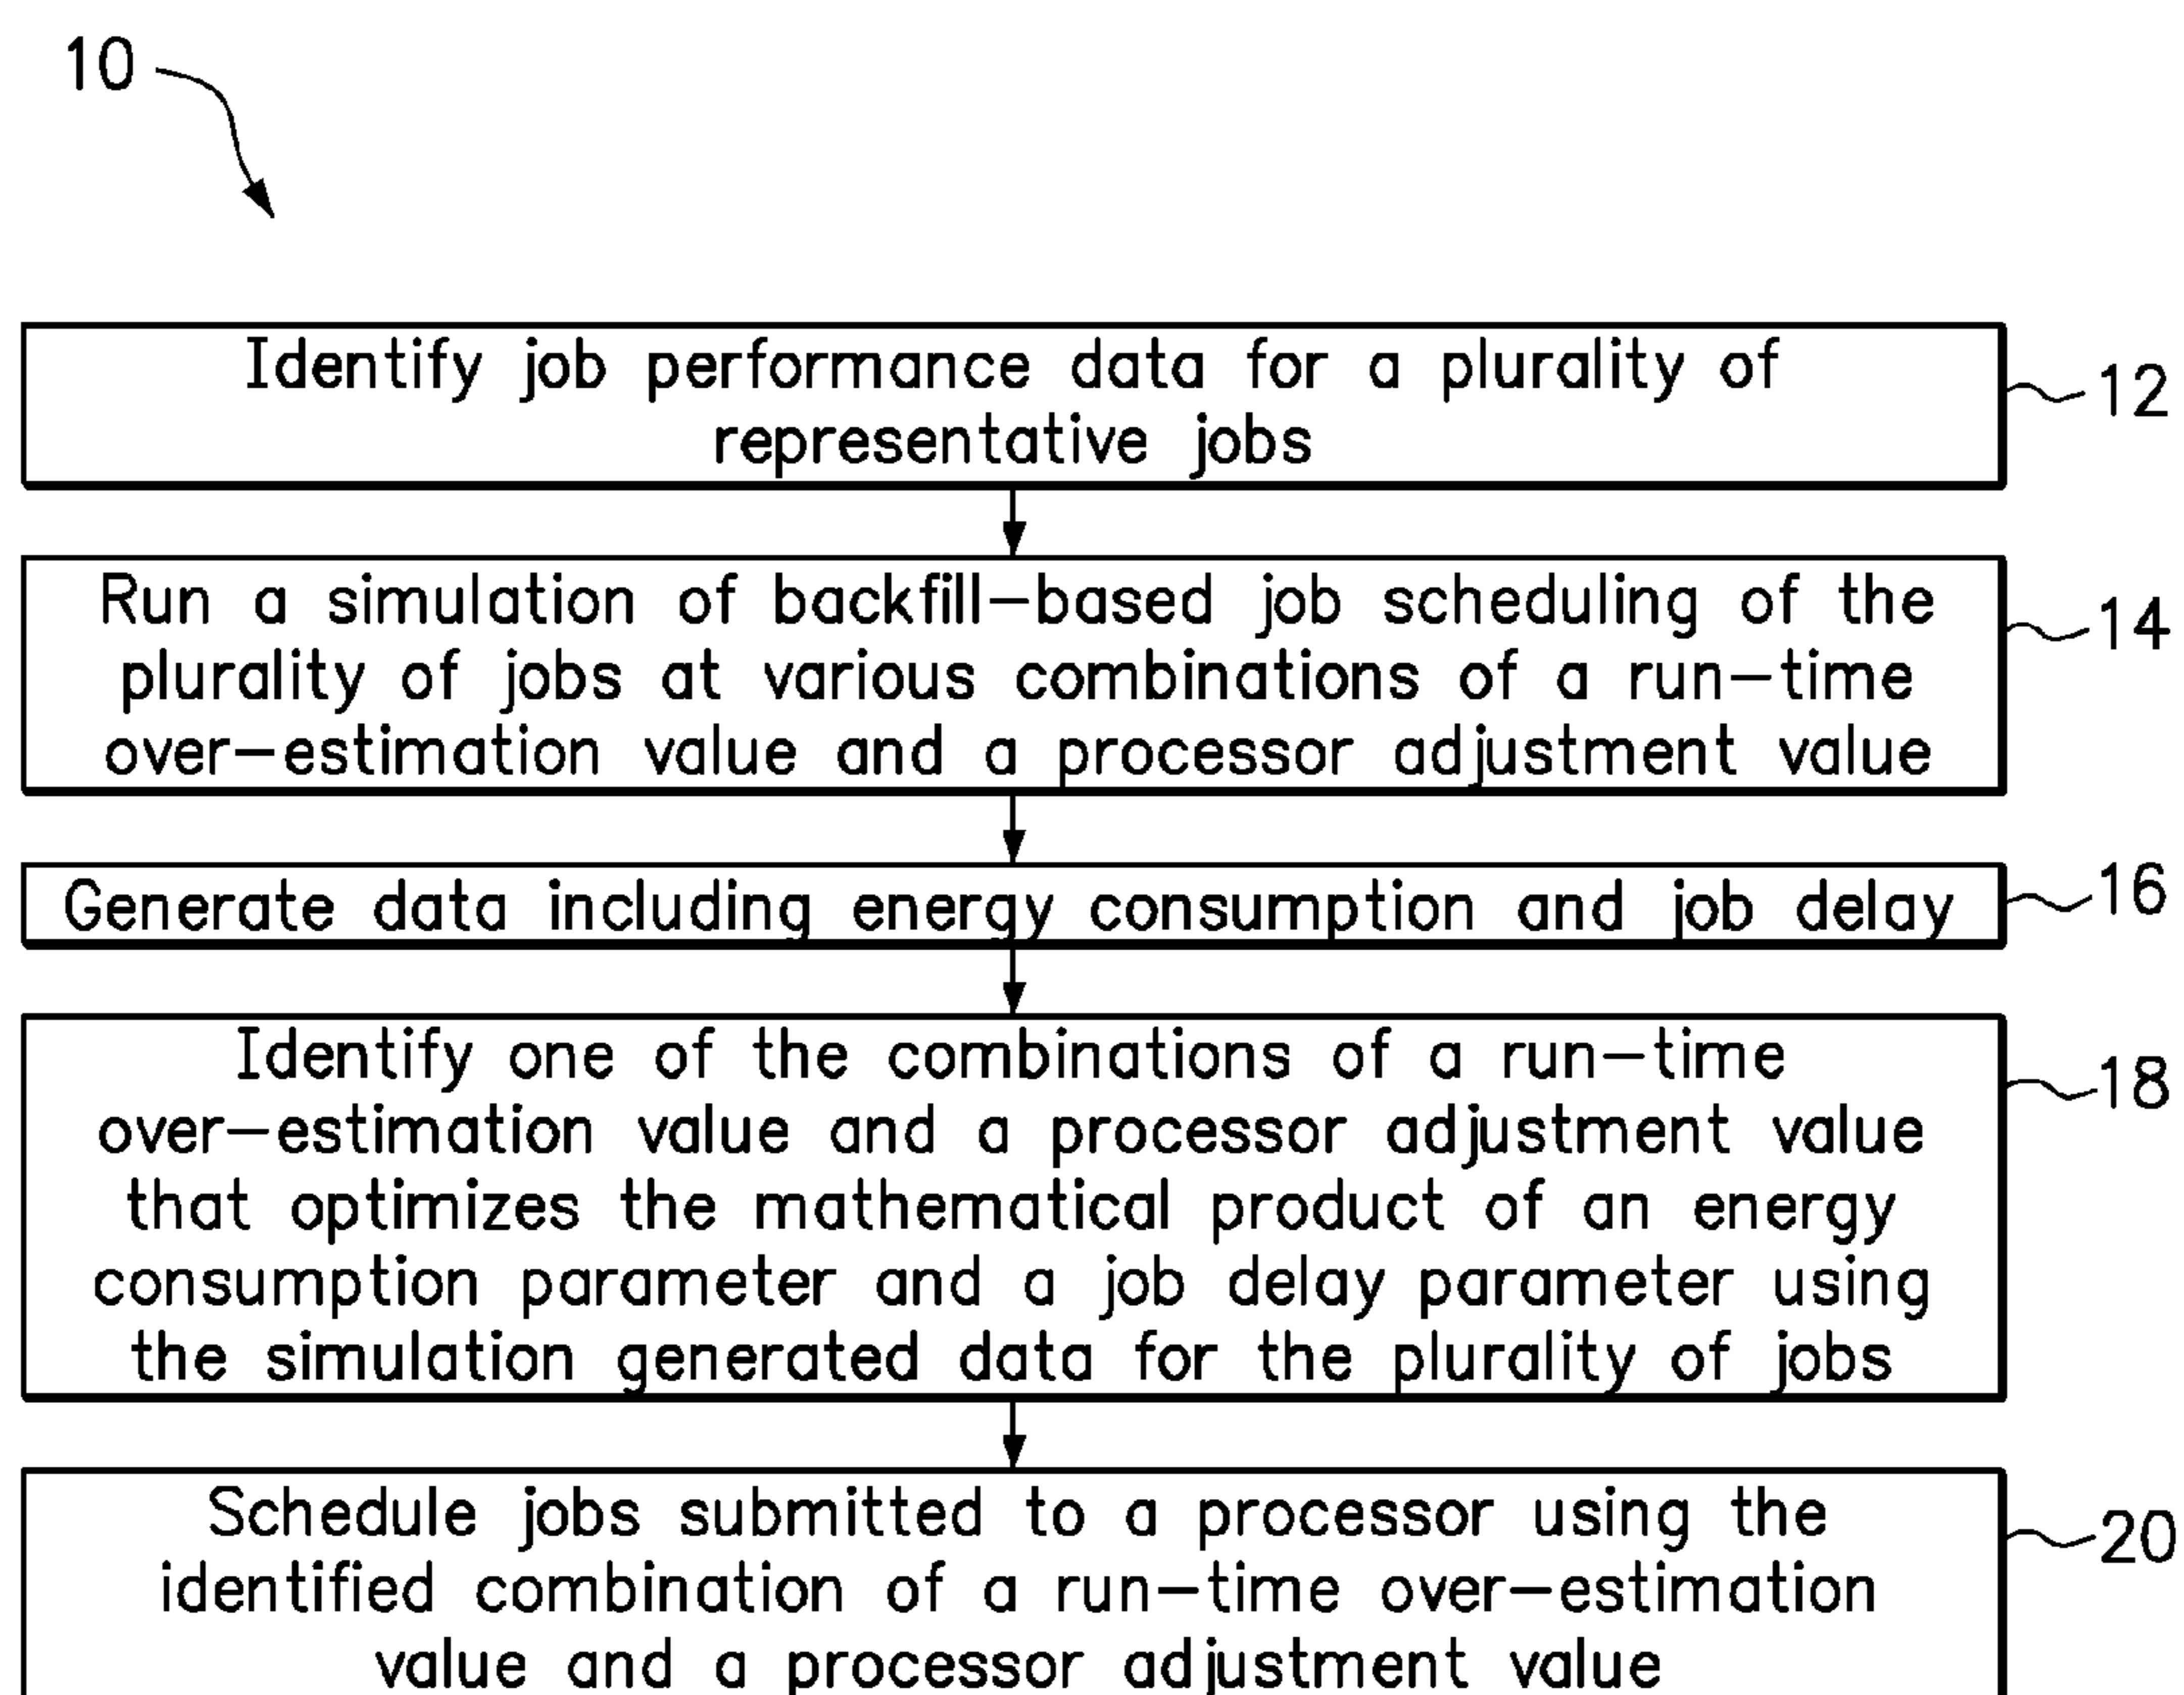 10
Identify job performance data for a plurality of
representative jobs
12
Run a simulation of backfill-based job scheduling of the
plurality of jobs at various combinations of a run-time
over-estimation value and a processor adjustment value
14
Generate data including energy consumption and job delay
16
Identify one of the combinations of a run-time
over-estimation value and a processor adjustment value
that optimizes the mathematical product of an energy
consumption parameter and a job delay parameter using
the simulation generated data for the plurality of jobs
18
Schedule jobs submitted to a processor using the
identified combination of a run-time over-estimation
value and a processor adjustment value
20